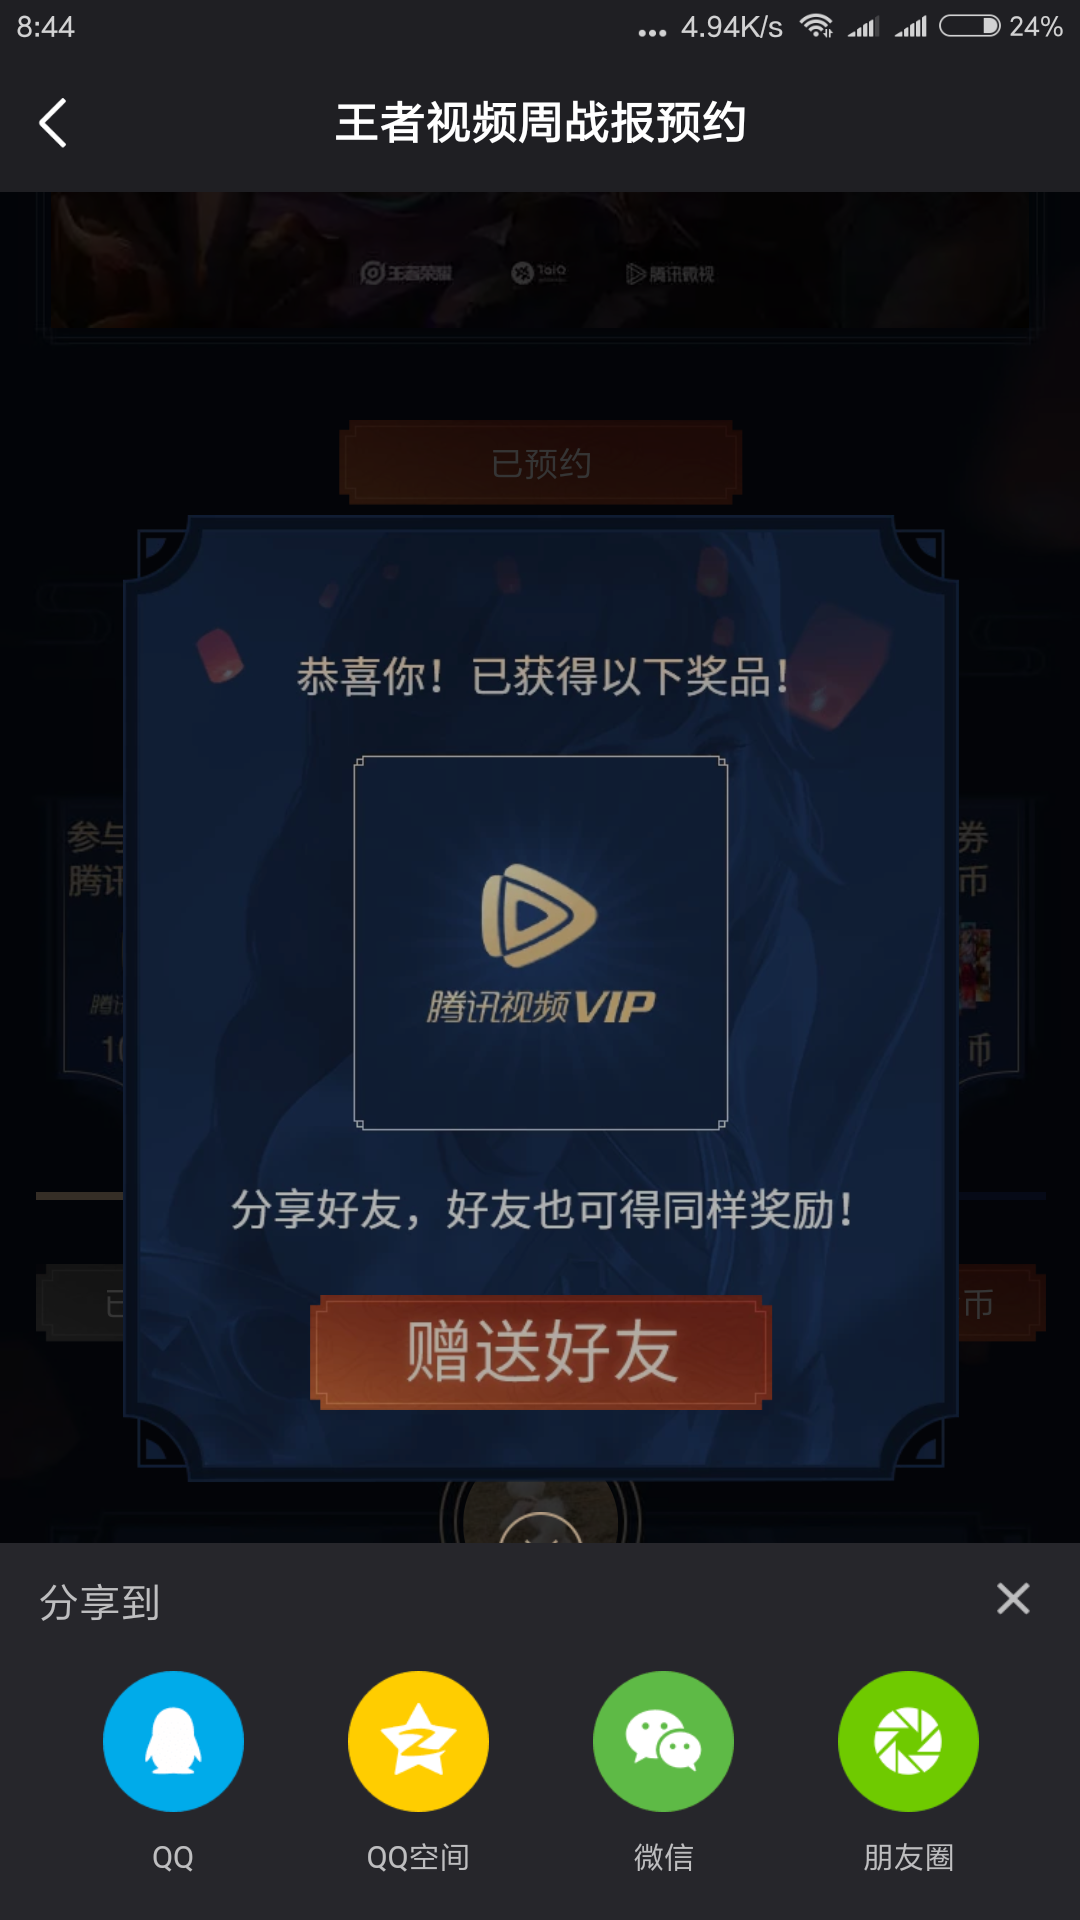 8:44 ... 4.94K/s 24%
王者视频周战报预约
王者荣耀 腾讯微视
已预约
恭喜你！已获得以下奖品！
参与 券
腾讯 币
腾讯视频VIP
腾讯
10 币
分享好友，好友也可得同样奖励！
已 币
赠送好友
分享到
QQ QQ空间 微信 朋友圈